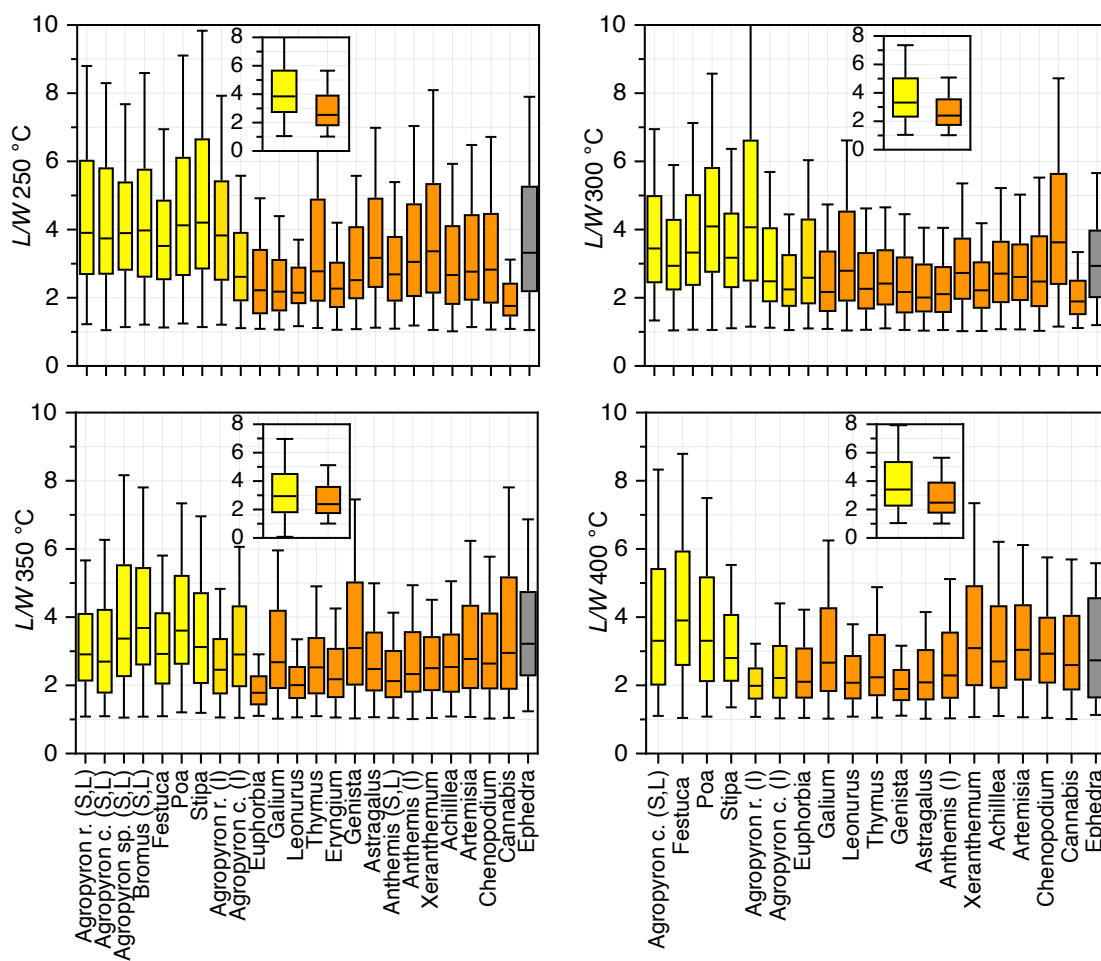 10
8
6
4
2
0
L/W 250 °C
8
6
4
2
0
10
8
6
4
2
0
L/W 300 °C
8
6
4
2
0
10
8
6
4
2
0
L/W 350 °C
8
6
4
2
0
Agropyron r. (S,L)
Agropyron c. (S,L)
Agropyron sp. (S,L)
Bromus (S,L)
Festuca
Poa
Stipa
Agropyron r. (I)
Agropyron c. (I)
Euphorbia
Galium
Leonurus
Thymus
Eryngium
Genista
Astragalus
Anthemis (S,L)
Anthemis (I)
Xeranthemum
Achillea
Artemisia
Chenopodium
Cannabis
Ephedra
10
8
6
4
2
0
L/W 400 °C
8
6
4
2
0
Agropyron c. (S,L)
Festuca
Poa
Stipa
Agropyron r. (I)
Agropyron c. (I)
Euphorbia
Galium
Leonurus
Thymus
Genista
Astragalus
Anthemis (I)
Xeranthemum
Achillea
Artemisia
Chenopodium
Cannabis
Ephedra